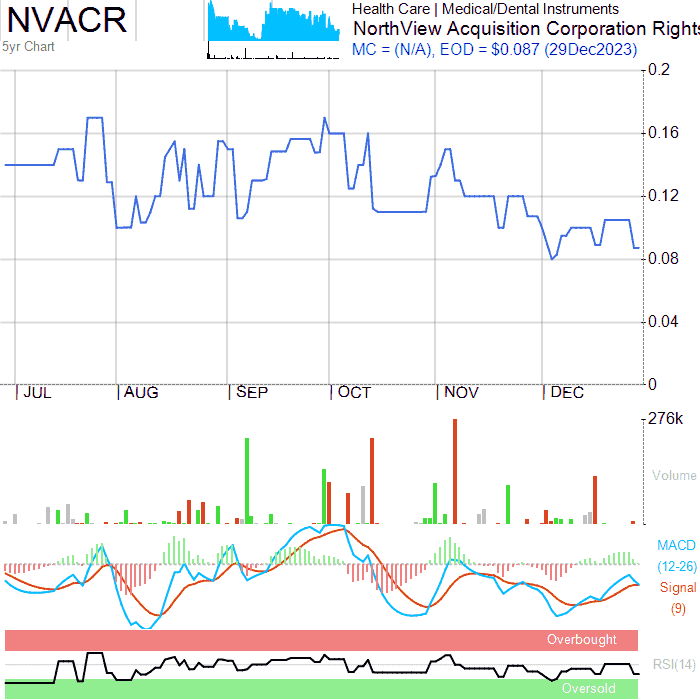 NVACR
5yr Chart
Health Care | Medical/Dental Instruments
NorthView Acquisition Corporation Rights
MC = (N/A), EOD = $0.087 (29Dec2023)
0.2
0.16
0.12
0.08
0.04
0
JUL AUG SEP OCT NOV DEC
276k
Volume
MACD
(12-26)
Signal
(9)
Overbought
RSI(14)
Oversold